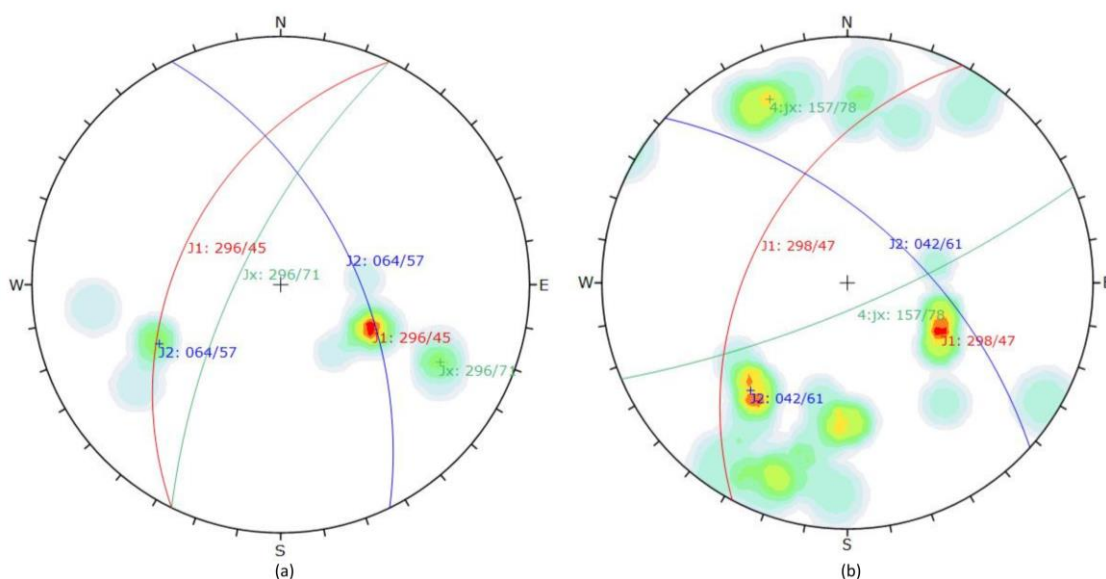 N
J1: 296/45
J2: 064/57
Jx: 296/71
W
E
J1: 296/45
J2: 064/57
Jx: 296/71
S
(a)
N
4:jx: 157/78
J1: 298/47
J2: 042/61
W
E
4:jx: 157/78
J1: 298/47
J2: 042/61
S
(b)